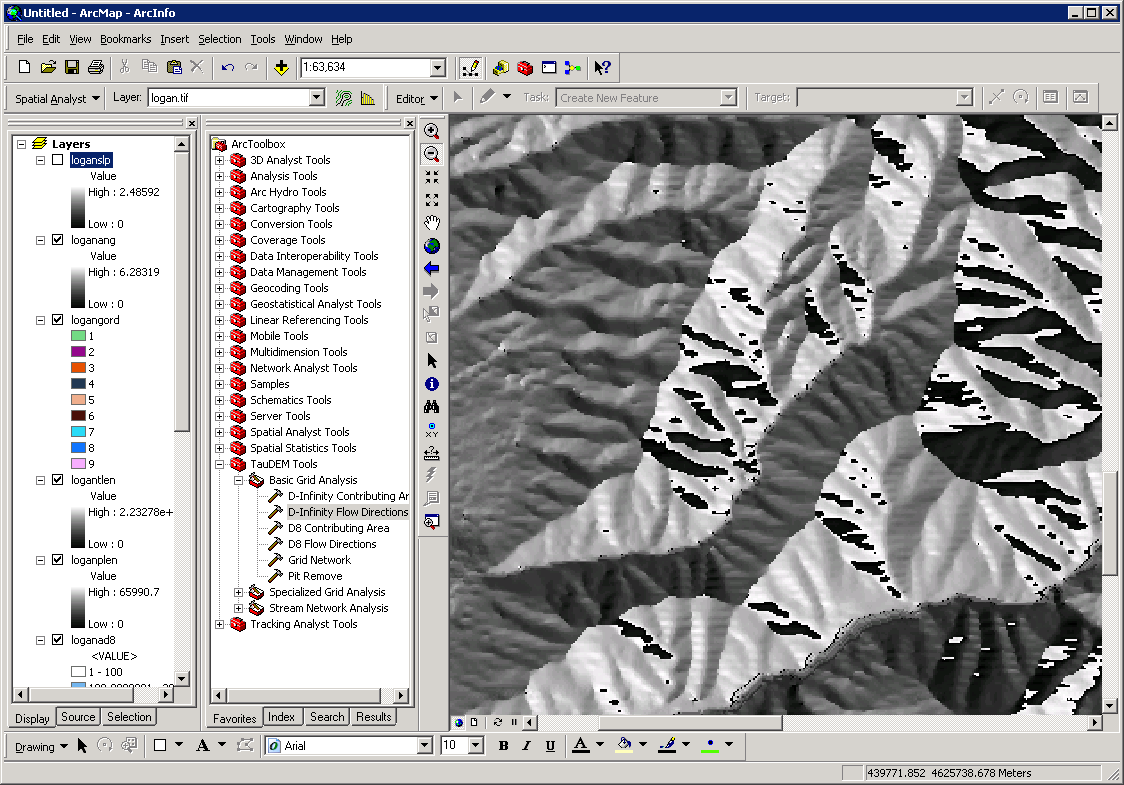 Untitled - ArcMap - ArcInfo
File Edit View Bookmarks Insert Selection Tools Window Help
1:63,634
Spatial Analyst Layer: logan.tif Editor Task: Create New Feature Target:
Layers
loganslp
Value
High : 2.48592
Low : 0
loganang
Value
High : 6.28319
Low : 0
logangord
1
2
3
4
5
6
7
8
9
logantlen
Value
High : 2.23278e+
Low : 0
loganplen
Value
High : 65990.7
Low : 0
loganad8
<VALUE>
1 - 100
Display Source Selection
ArcToolbox
3D Analyst Tools
Analysis Tools
Arc Hydro Tools
Cartography Tools
Conversion Tools
Coverage Tools
Data Interoperability Tools
Data Management Tools
Geocoding Tools
Geostatistical Analyst Tools
Linear Referencing Tools
Mobile Tools
Multidimension Tools
Network Analyst Tools
Samples
Schematics Tools
Server Tools
Spatial Analyst Tools
Spatial Statistics Tools
TauDEM Tools
Basic Grid Analysis
D-Infinity Contributing Ar
D-Infinity Flow Directions
D8 Contributing Area
D8 Flow Directions
Grid Network
Pit Remove
Specialized Grid Analysis
Stream Network Analysis
Tracking Analyst Tools
Favorites Index Search Results
XY
Drawing A Arial 10 B I U A
439771.852 4625738.678 Meters